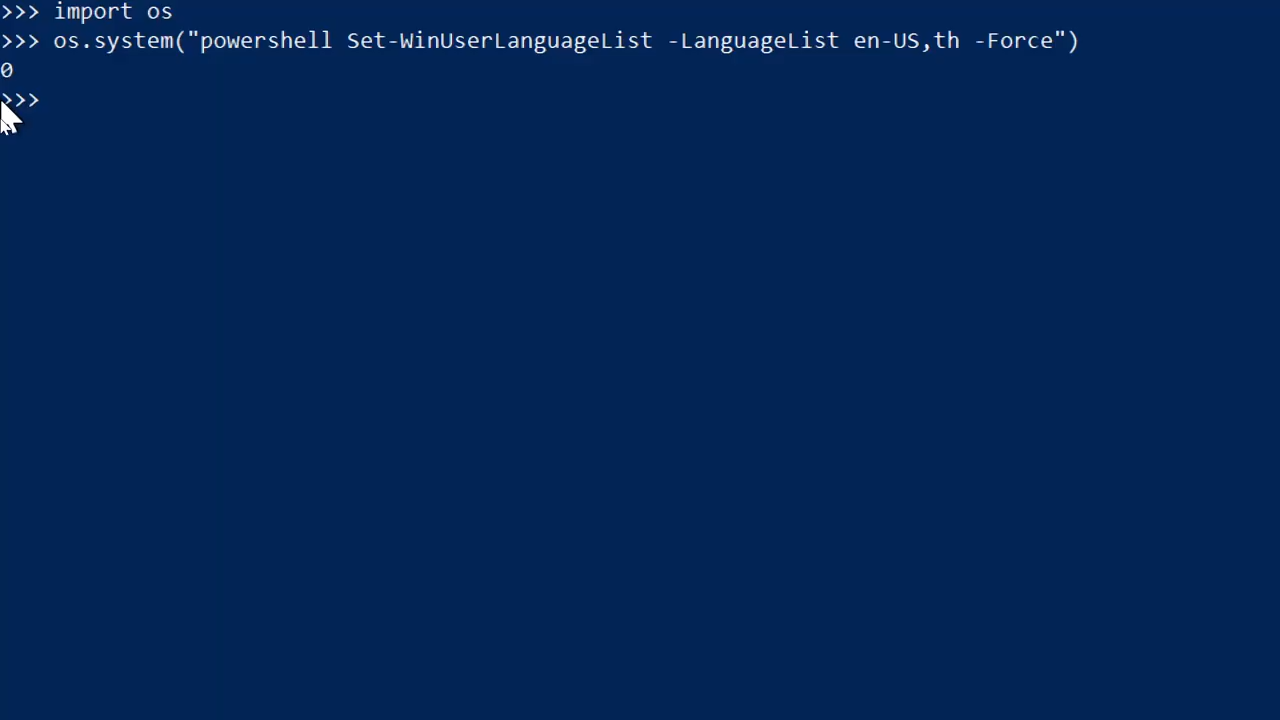 >>> import os
>>> os.system("powershell Set-WinUserLanguageList -LanguageList en-US,th -Force")
0
>>>